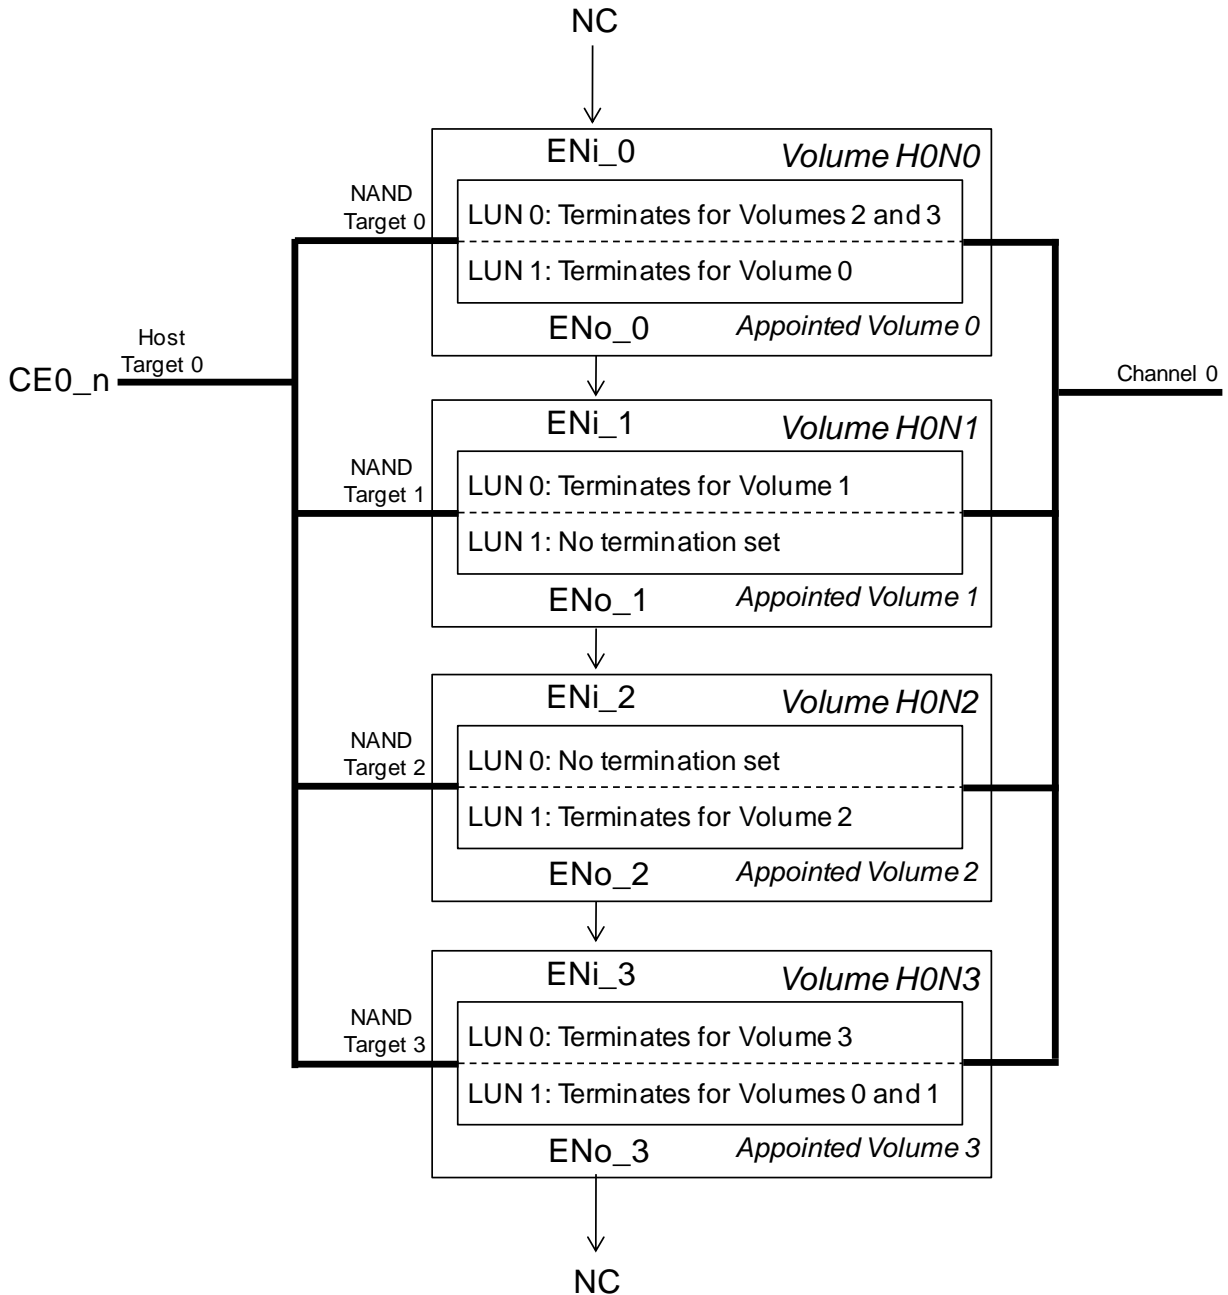 NC
ENi_0
Volume H0N0
NAND
Target 0
LUN 0: Terminates for Volumes 2 and 3
LUN 1: Terminates for Volume 0
ENo_0
Appointed Volume 0
Host
Target 0
CE0_n
Channel 0
ENi_1
Volume H0N1
NAND
Target 1
LUN 0: Terminates for Volume 1
LUN 1: No termination set
ENo_1
Appointed Volume 1
ENi_2
Volume H0N2
NAND
Target 2
LUN 0: No termination set
LUN 1: Terminates for Volume 2
ENo_2
Appointed Volume 2
ENi_3
Volume H0N3
NAND
Target 3
LUN 0: Terminates for Volume 3
LUN 1: Terminates for Volumes 0 and 1
ENo_3
Appointed Volume 3
NC